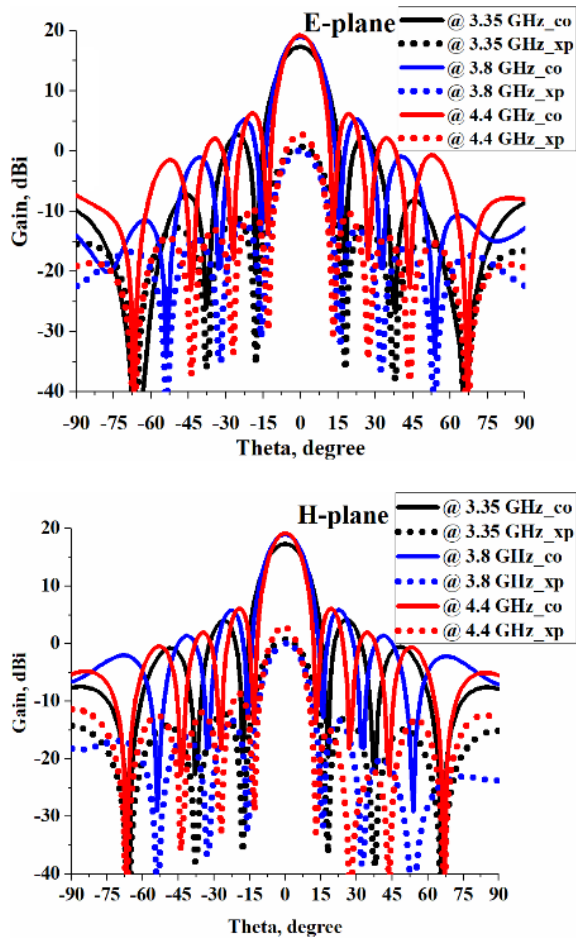 E-plane
@ 3.35 GHz_co
@ 3.35 GHz_xp
@ 3.8 GHz_co
@ 3.8 GHz_xp
@ 4.4 GHz_co
@ 4.4 GHz_xp
20
10
0
-10
-20
-30
-40
Gain, dBi
-90 -75 -60 -45 -30 -15 0 15 30 45 60 75 90
Theta, degree
H-plane
@ 3.35 GHz_co
@ 3.35 GHz_xp
@ 3.8 GHz_co
@ 3.8 GHz_xp
@ 4.4 GHz_co
@ 4.4 GHz_xp
20
10
0
-10
-20
-30
-40
Gain, dBi
-90 -75 -60 -45 -30 -15 0 15 30 45 60 75 90
Theta, degree